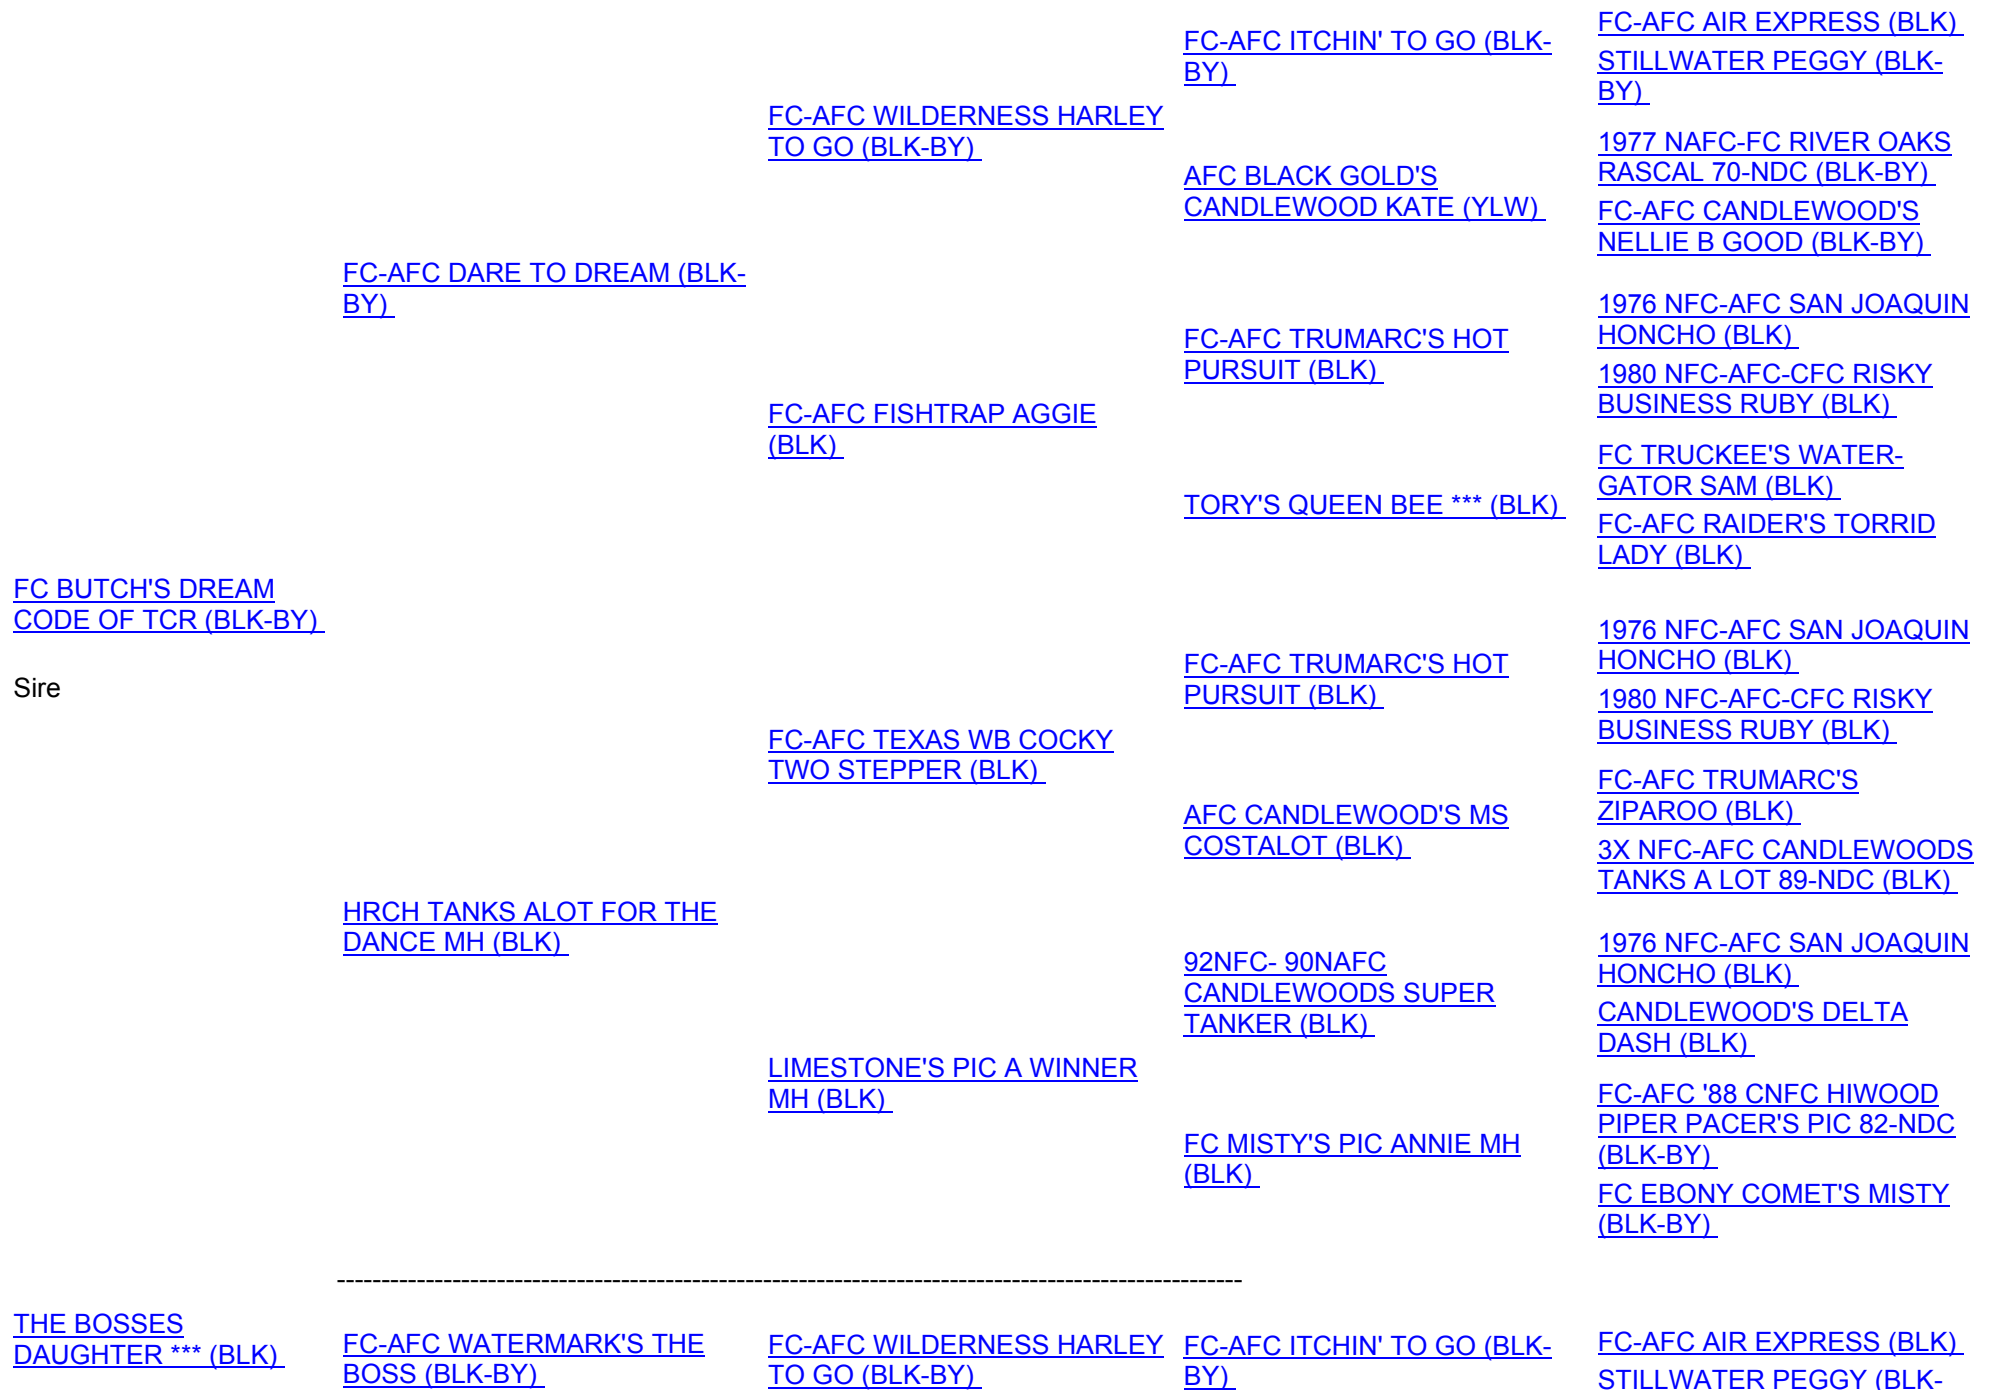 FC-AFC AIR EXPRESS (BLK)
FC-AFC ITCHIN' TO GO (BLK-
BY)
STILLWATER PEGGY (BLK-
BY)
FC-AFC WILDERNESS HARLEY
TO GO (BLK-BY)
1977 NAFC-FC RIVER OAKS
RASCAL 70-NDC (BLK-BY)
AFC BLACK GOLD'S
CANDLEWOOD KATE (YLW)
FC-AFC CANDLEWOOD'S
NELLIE B GOOD (BLK-BY)
FC-AFC DARE TO DREAM (BLK-
BY)
1976 NFC-AFC SAN JOAQUIN
HONCHO (BLK)
FC-AFC TRUMARC'S HOT
PURSUIT (BLK)
1980 NFC-AFC-CFC RISKY
BUSINESS RUBY (BLK)
FC-AFC FISHTRAP AGGIE
(BLK)
FC TRUCKEE'S WATER-
GATOR SAM (BLK)
TORY'S QUEEN BEE *** (BLK)
FC-AFC RAIDER'S TORRID
LADY (BLK)
FC BUTCH'S DREAM
CODE OF TCR (BLK-BY)
Sire
1976 NFC-AFC SAN JOAQUIN
HONCHO (BLK)
FC-AFC TRUMARC'S HOT
PURSUIT (BLK)
1980 NFC-AFC-CFC RISKY
BUSINESS RUBY (BLK)
FC-AFC TEXAS WB COCKY
TWO STEPPER (BLK)
FC-AFC TRUMARC'S
ZIPAROO (BLK)
AFC CANDLEWOOD'S MS
COSTALOT (BLK)
3X NFC-AFC CANDLEWOODS
TANKS A LOT 89-NDC (BLK)
HRCH TANKS ALOT FOR THE
DANCE MH (BLK)
1976 NFC-AFC SAN JOAQUIN
HONCHO (BLK)
92NFC- 90NAFC
CANDLEWOODS SUPER
TANKER (BLK)
CANDLEWOOD'S DELTA
DASH (BLK)
LIMESTONE'S PIC A WINNER
MH (BLK)
FC-AFC '88 CNFC HIWOOD
PIPER PACER'S PIC 82-NDC
(BLK-BY)
FC MISTY'S PIC ANNIE MH
(BLK)
FC EBONY COMET'S MISTY
(BLK-BY)
-----------------------------------------------------------------------------------------------------
THE BOSSES
DAUGHTER *** (BLK)
FC-AFC WATERMARK'S THE
BOSS (BLK-BY)
FC-AFC WILDERNESS HARLEY
TO GO (BLK-BY)
FC-AFC ITCHIN' TO GO (BLK-
BY)
FC-AFC AIR EXPRESS (BLK)
STILLWATER PEGGY (BLK-